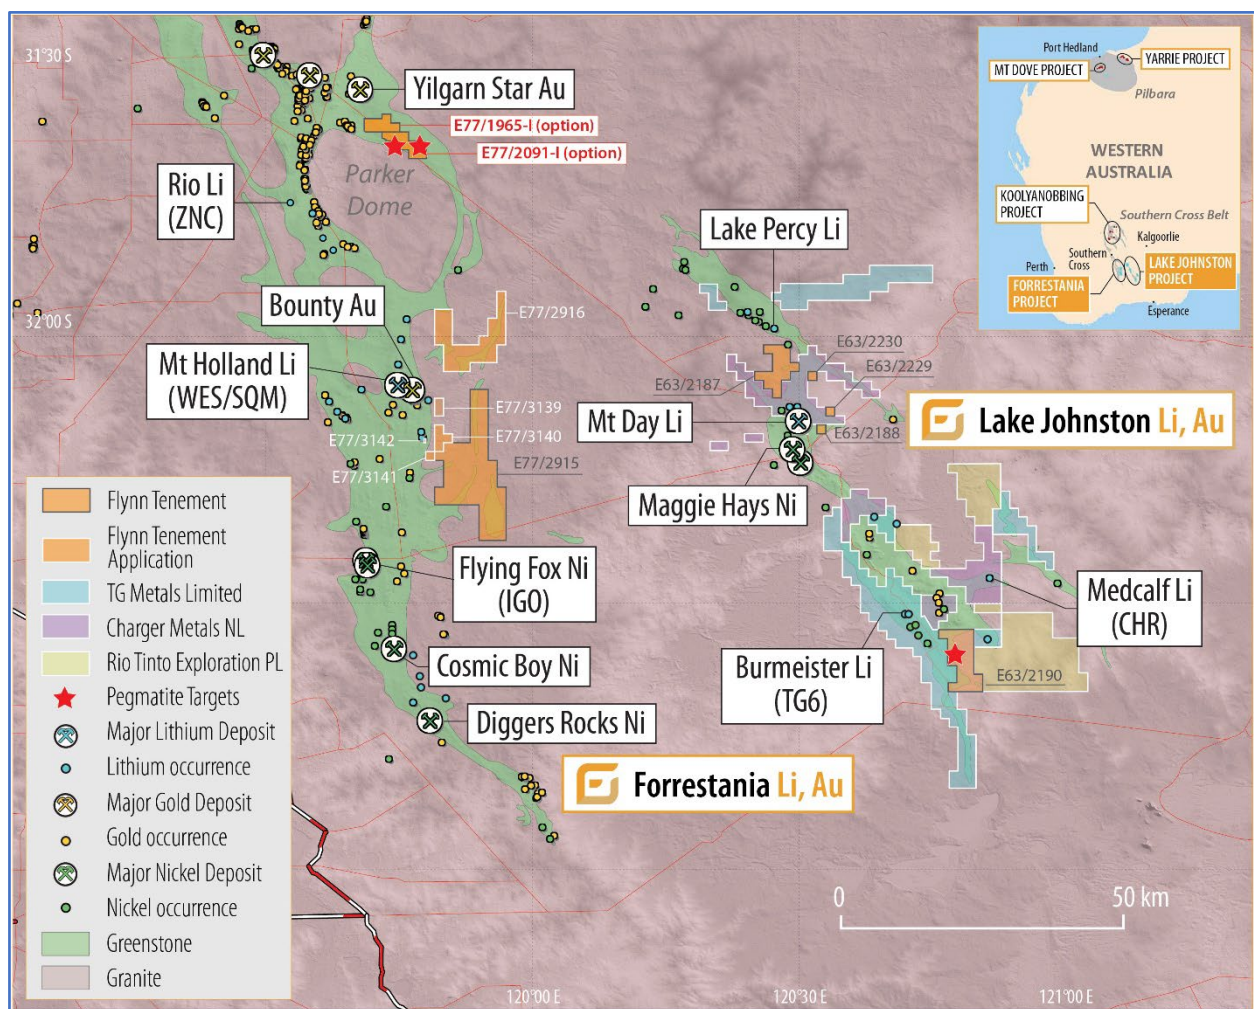 31°30' S
Yilgarn Star Au
E77/1965-I (option)
E77/2091-I (option)
Parker
Dome
Rio Li
(ZNC)
Lake Percy Li
32°00 S
Bounty Au
E77/2916
Mt Holland Li
(WES/SQM)
E63/2230
E63/2187
E63/2229
E77/3139
Mt Day Li
Lake Johnston Li, Au
E77/3142
E77/3140
E63/2188
E77/3141
E77/2915
Maggie Hays Ni
Flying Fox Ni
(IGO)
Medcalf Li
(CHR)
Cosmic Boy Ni
Burmeister Li
(TG6)
E63/2190
Diggers Rocks Ni
Forrestania Li, Au
0
50 km
120°00 E
120°30 E
121°00 E
Flynn Tenement
Flynn Tenement
Application
TG Metals Limited
Charger Metals NL
Rio Tinto Exploration PL
Pegmatite Targets
Major Lithium Deposit
Lithium occurrence
Major Gold Deposit
Gold occurrence
Major Nickel Deposit
Nickel occurrence
Greenstone
Granite
Port Hedland
MT DOVE PROJECT
YARRIE PROJECT
Pilbara
WESTERN
AUSTRALIA
KOOLYANOBBING
PROJECT
Southern Cross Belt
Kalgoorlie
Southern
Cross
Perth
LAKE JOHNSTON
PROJECT
FORRESTANIA
PROJECT
Esperance